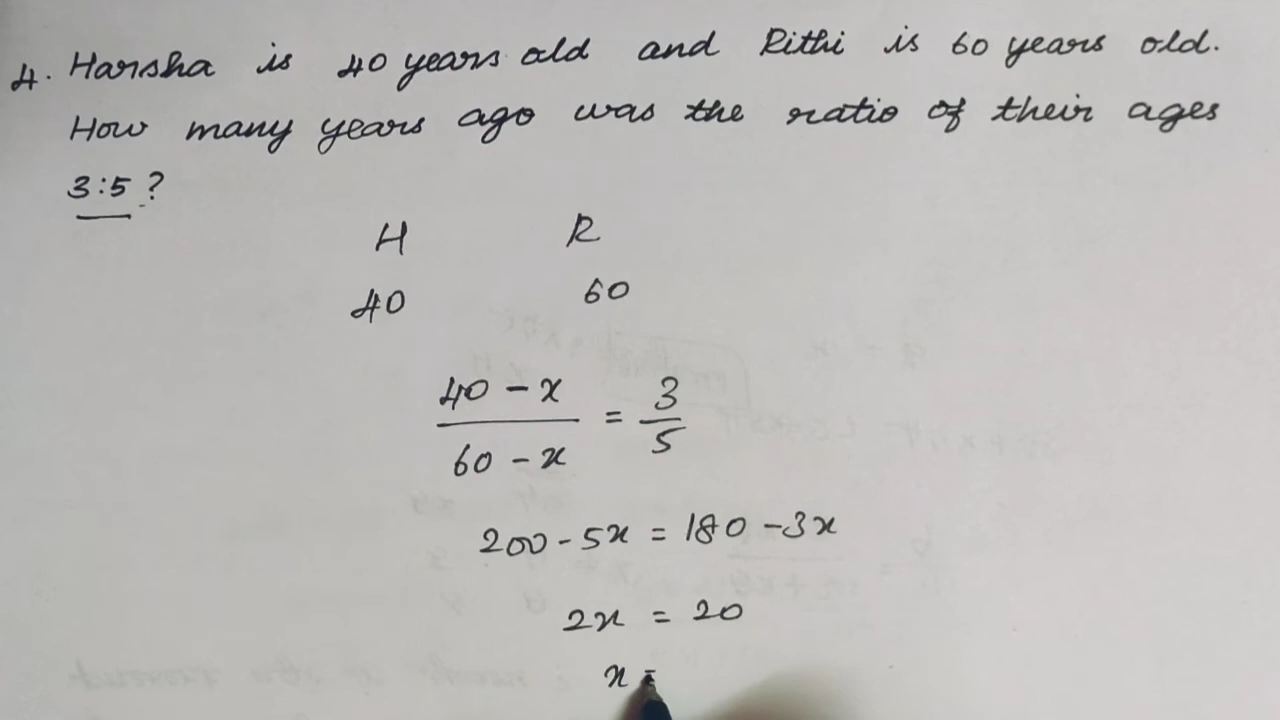 4. Harsha is 40 years old and Rithi is 60 years old.
How many years ago was the ratio of their ages
3:5?
H R
40 60
40 - x
60 - x
= 3/5
200 - 5x = 180 - 3x
2x = 20
x =